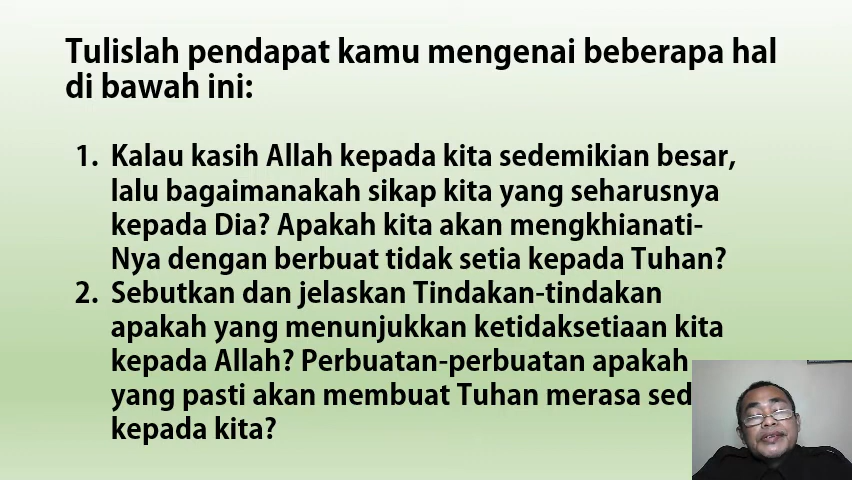 Tulislah pendapat kamu mengenai beberapa hal
di bawah ini:
1. Kalau kasih Allah kepada kita sedemikian besar,
lalu bagaimanakah sikap kita yang seharusnya
kepada Dia? Apakah kita akan mengkhianati-
Nya dengan berbuat tidak setia kepada Tuhan?
2. Sebutkan dan jelaskan Tindakan-tindakan
apakah yang menunjukkan ketidaksetiaan kita
kepada Allah? Perbuatan-perbuatan apakah
yang pasti akan membuat Tuhan merasa
kepada kita?